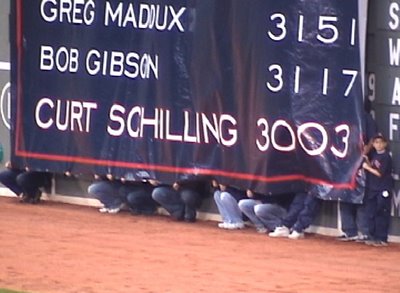 GREG MADDUX 3151
BOB GIBSON 3117
CURT SCHILLING 3003